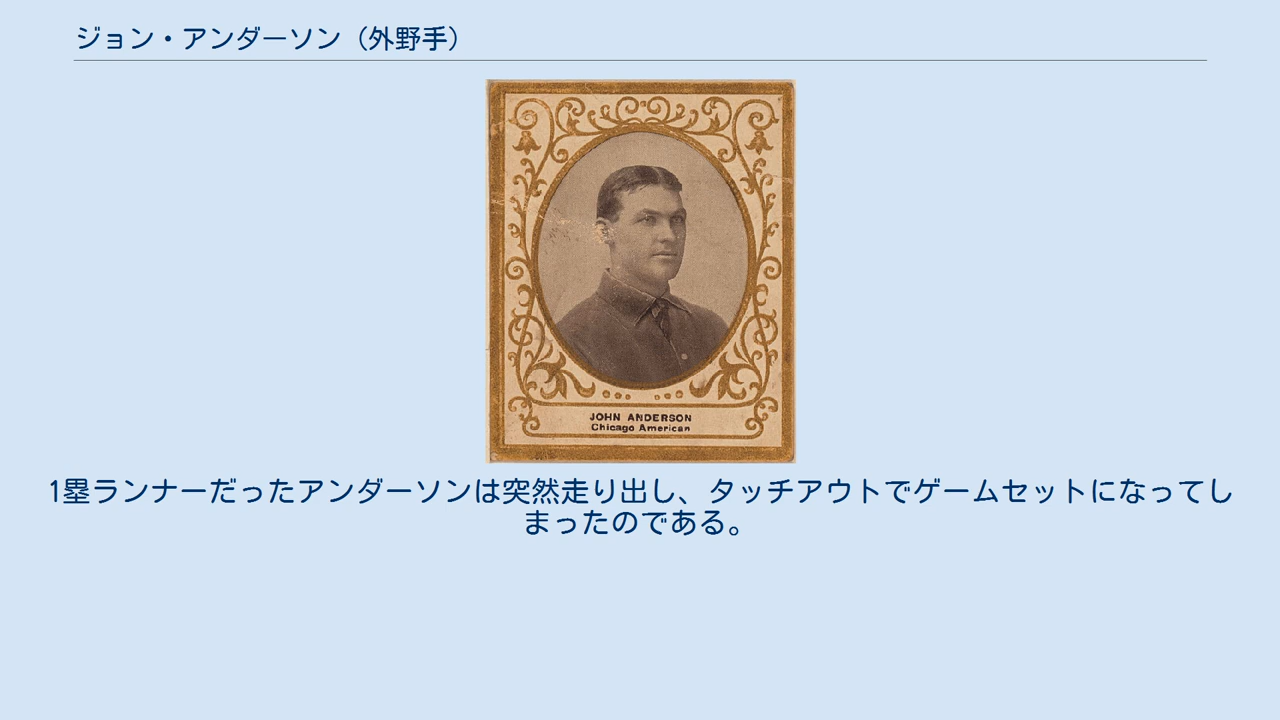 ジョン・アンダーソン（外野手）
JOHN ANDERSON
Chicago American
1塁ランナーだったアンダーソンは突然走り出し、タッチアウトでゲームセットになってし
まったのである。